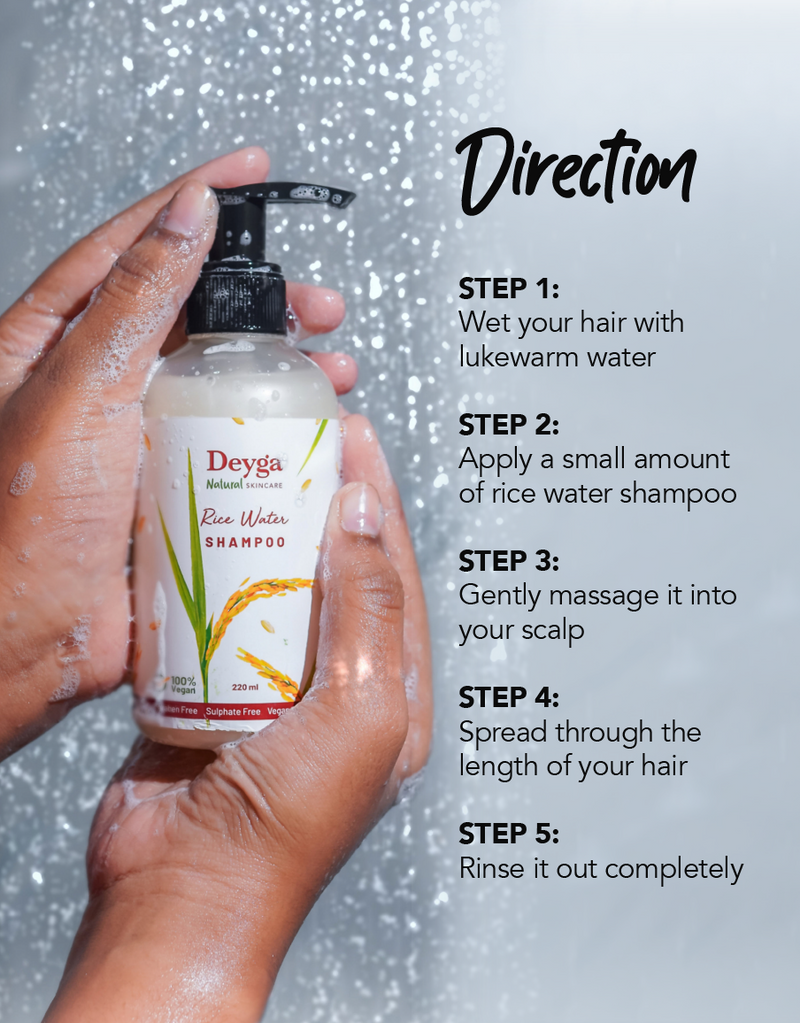 Direction
STEP 1:
Wet your hair with
lukewarm water
STEP 2:
Apply a small amount
of rice water shampoo
STEP 3:
Gently massage it into
your scalp
STEP 4:
Spread through the
length of your hair
STEP 5:
Rinse it out completely
Deyga
Natural SKINCARE
Rice Water
SHAMPOO
100%
Vegan
220 ml
Free Sulphate Free Vegan